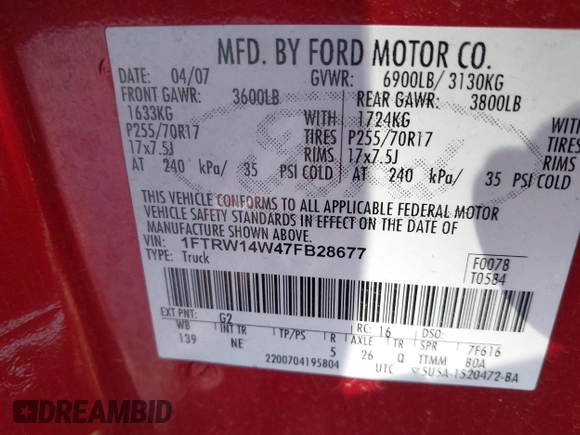 MFD. BY FORD MOTOR CO.
DATE: 04/07 GVWR: 6900LB/ 3130KG
FRONT GAWR: 3600LB REAR GAWR: 3800LB
1633KG WITH 1724KG WITH
P255/70R17 TIRES P255/70R17 TIRES
17x7.5J RIMS 17x7.5J RIMS
AT 240 kPa/ 35 PSI COLD AT 240 kPa/ 35 PSI COLD
THIS VEHICLE CONFORMS TO ALL APPLICABLE FEDERAL MOTOR
VEHICLE SAFETY STANDARDS IN EFFECT ON THE DATE OF
MANUFACTURE SHOWN ABOVE.
VIN: 1FTRW14W47FB28677
TYPE: Truck
F0078
T0584
EXT PNT: G2 RC: 16 DSO:
WB INT TR TP/PS R AXLE TR SPR 7F616
139 NE 5 26 Q TTMM BOA
2200704195804 UTC 5U5A-1520472-BA
DREAMBID